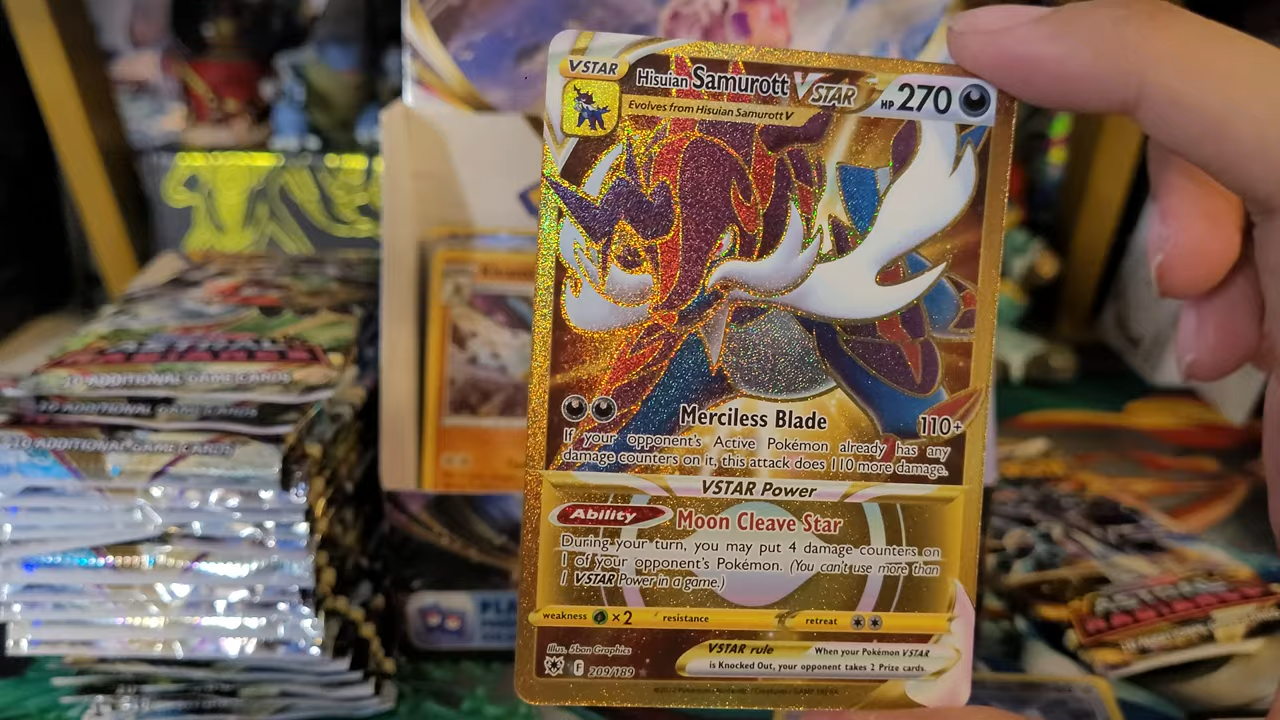 VSTAR
Hisuian Samurott VSTAR
HP 270
Evolves from Hisuian Samurott V
Merciless Blade 110+
If your opponent's Active Pokémon already has any
damage counters on it, this attack does 110 more damage.
VSTAR Power
Ability Moon Cleave Star
During your turn, you may put 4 damage counters on
1 of your opponent's Pokémon. (You can't use more than
1 VSTAR Power in a game.)
weakness ×2 resistance retreat
Illus. 5ban Graphics
VSTAR rule When your Pokémon VSTAR
is Knocked Out, your opponent takes 2 Prize cards.
F 209/189
10 ADDITIONAL GAME CARDS
10 ADDITIONAL GAME CARDS
10 ADDITIONAL GAME CARDS
ASTRAL